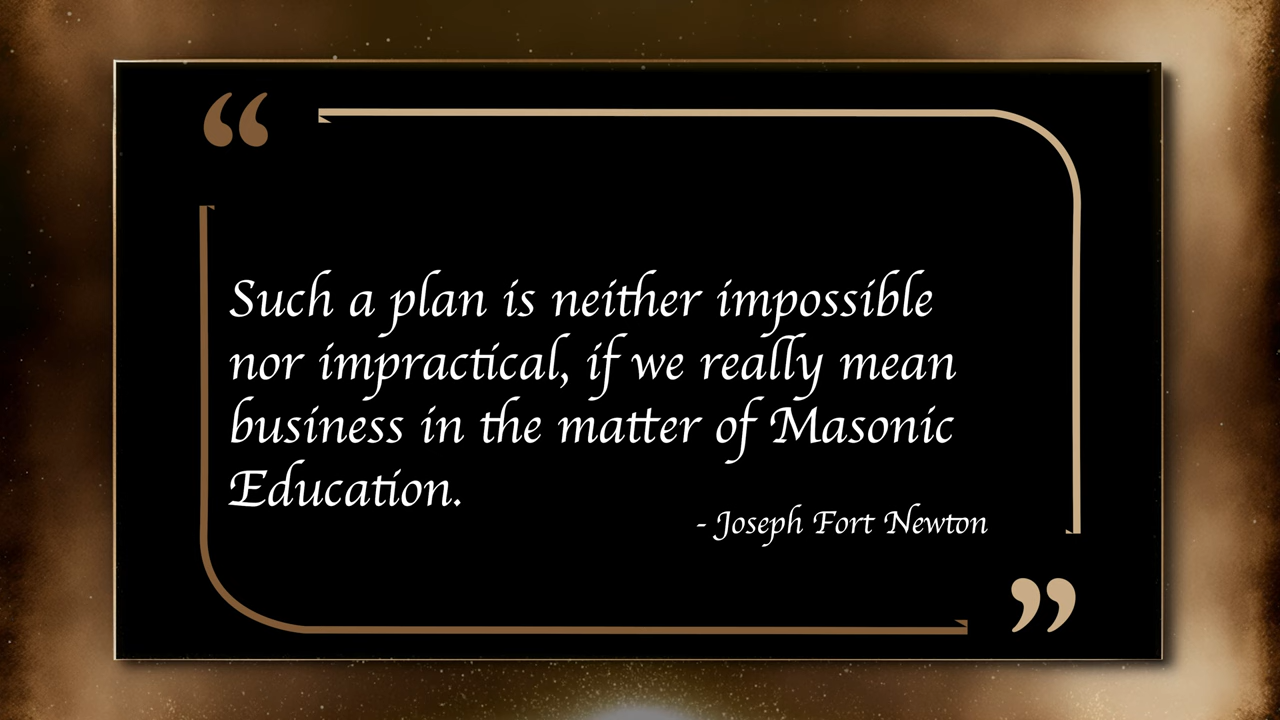 “
Such a plan is neither impossible
nor impractical, if we really mean
business in the matter of Masonic
Education.
- Joseph Fort Newton
”